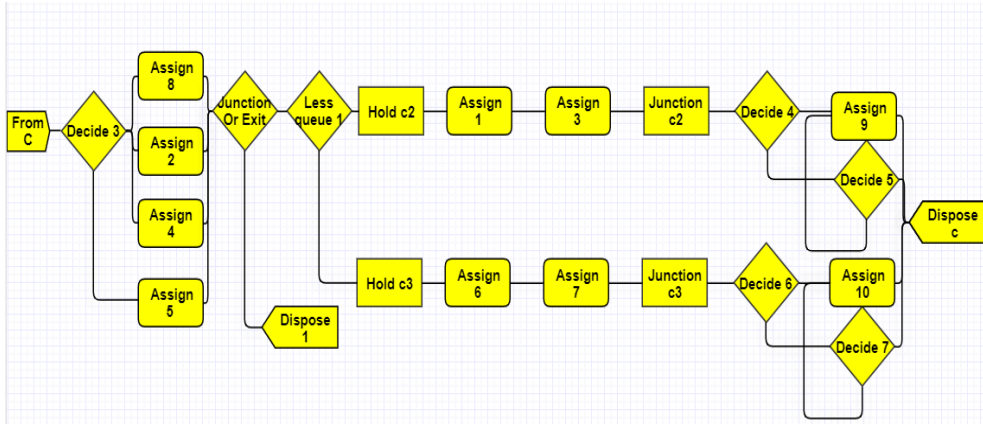 From
C
Decide 3
Assign
8
Assign
2
Assign
4
Assign
5
Junction
Or Exit
Dispose
1
Less
queue 1
Hold c2
Assign
1
Assign
3
Junction
c2
Decide 4
Assign
9
Decide 5
Hold c3
Assign
6
Assign
7
Junction
c3
Decide 6
Assign
10
Decide 7
Dispose
c